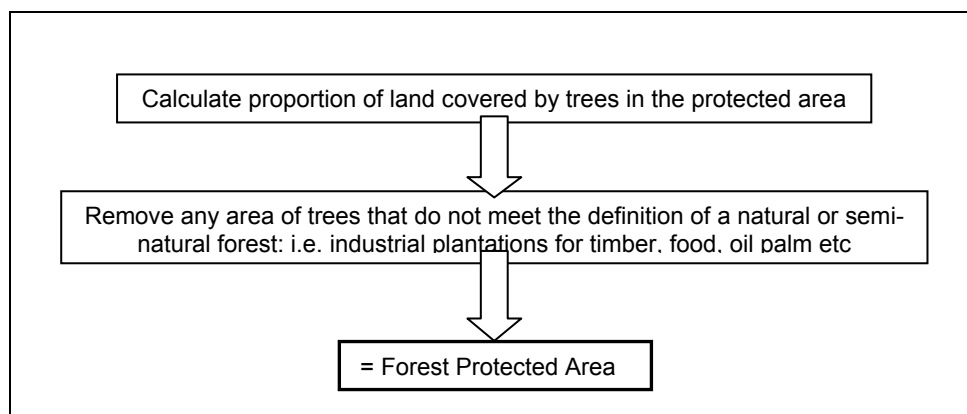 Calculate proportion of land covered by trees in the protected area
Remove any area of trees that do not meet the definition of a natural or semi-
natural forest: i.e. industrial plantations for timber, food, oil palm etc
= Forest Protected Area